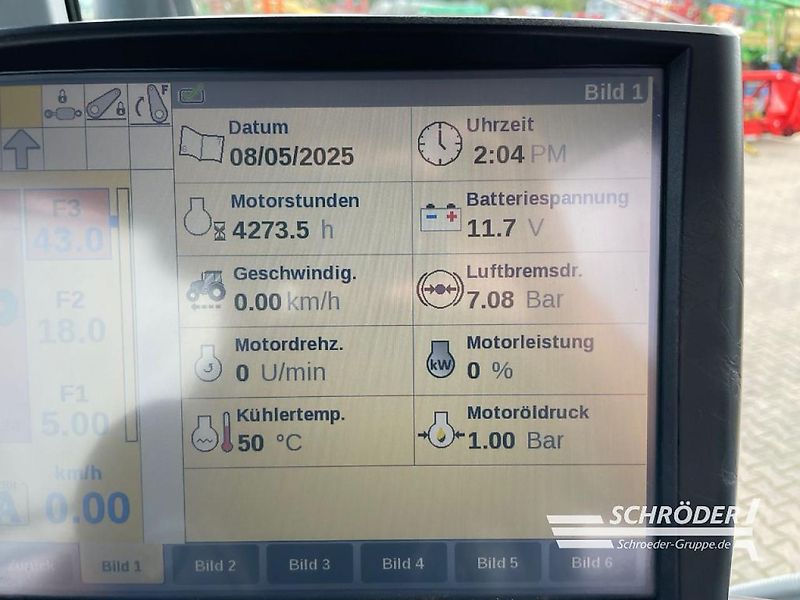 Bild 1
F
Datum
08/05/2025
Uhrzeit
2:04 PM
Motorstunden
4273.5 h
Batteriespannung
11.7 V
Geschwindig.
0.00 km/h
Luftbremsdr.
7.08 Bar
Motordrehz.
0 U/min
kW
Motorleistung
0 %
Kühlertemp.
50 °C
Motoröldruck
1.00 Bar
F3
43.0
F2
18.0
F1
5.00
km/h
A 0.00
Zurück
Bild 1
Bild 2
Bild 3
Bild 4
Bild 5
Bild 6
SCHRÖDER
Schroeder-Gruppe.de